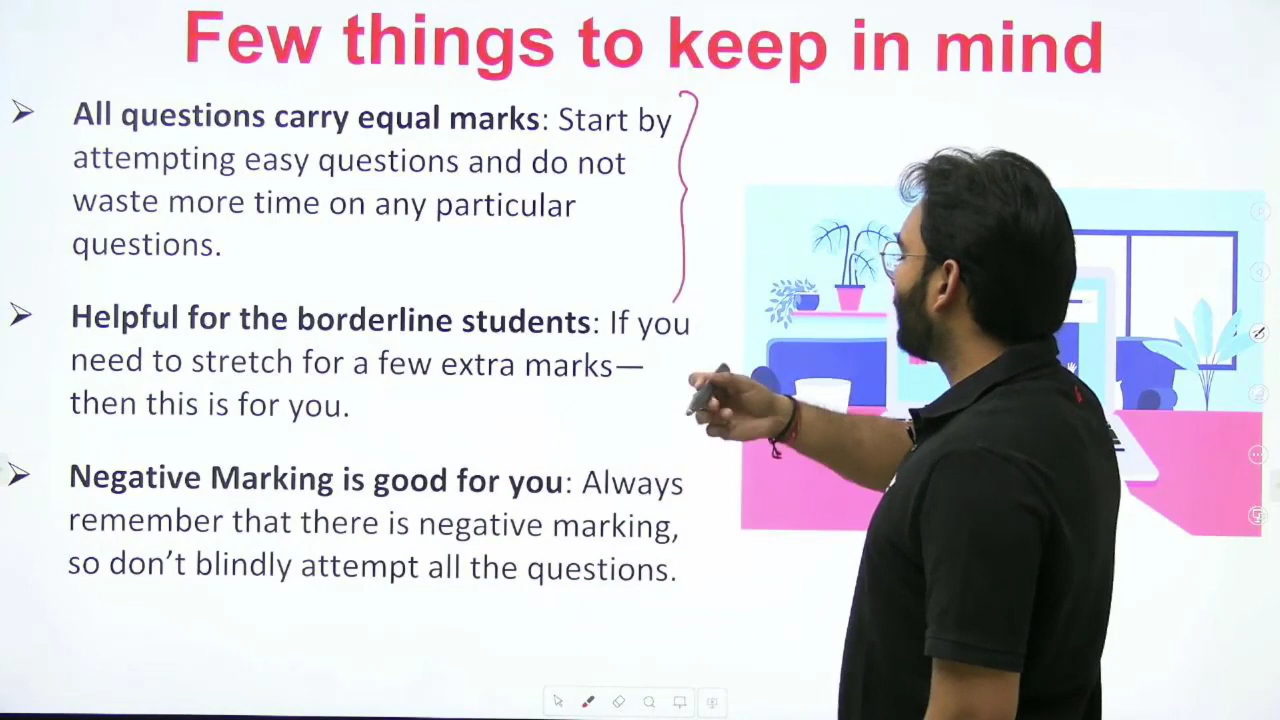 Few things to keep in mind
➢ All questions carry equal marks: Start by
attempting easy questions and do not
waste more time on any particular
questions.
➢ Helpful for the borderline students: If you
need to stretch for a few extra marks—
then this is for you.
➢ Negative Marking is good for you: Always
remember that there is negative marking,
so don’t blindly attempt all the questions.